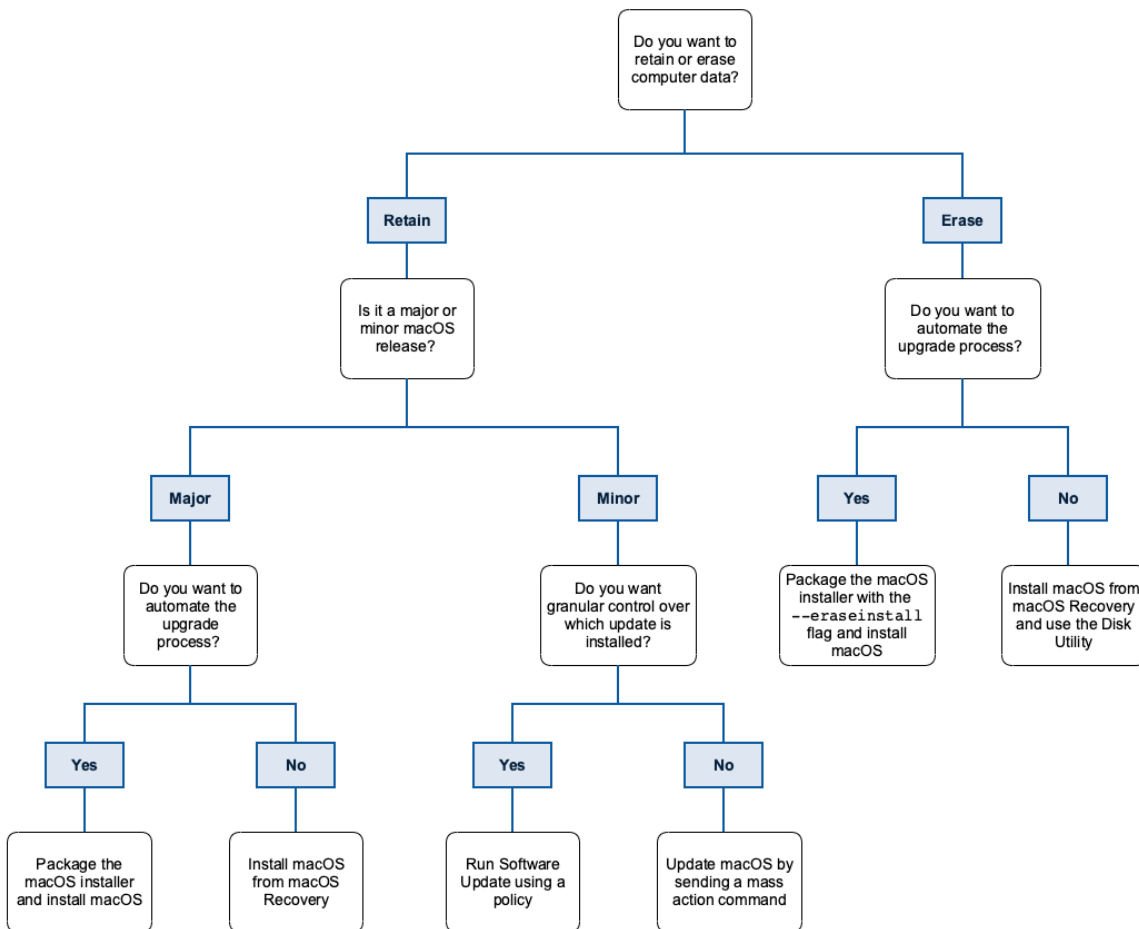 Do you want to
retain or erase
computer data?
Retain
Erase
Is it a major or
minor macOS
release?
Do you want to
automate the
upgrade process?
Major
Minor
Yes
No
Do you want to
automate the
upgrade
process?
Do you want
granular control over
which update is
installed?
Package the macOS
installer with the
--eraseinstall
flag and install
macOS
Install macOS from
macOS Recovery
and use the Disk
Utility
Yes
No
Yes
No
Package the
macOS installer
and install macOS
Install macOS
from macOS
Recovery
Run Software
Update using a
policy
Update macOS by
sending a mass
action command